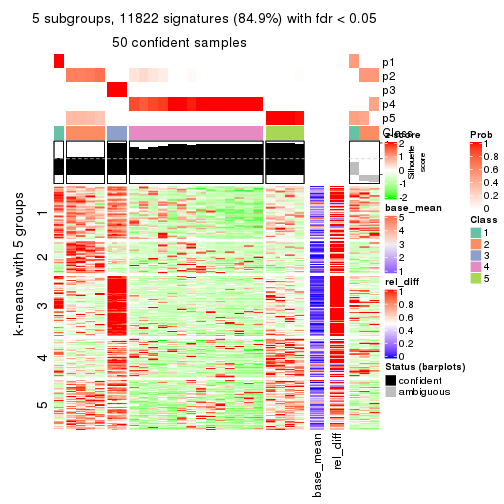 5 subgroups, 11822 signatures (84.9%) with fdr < 0.05
50 confident samples
p1
p2
p3
p4
p5
Class
z-score
2
1
0
-1
-2
Silhouette
score
Prob
1
0.8
0.6
0.4
0.2
0
base_mean
5
4
3
2
1
Class
1
2
3
4
5
rel_diff
1
0.8
0.6
0.4
0.2
0
Status (barplots)
confident
ambiguous
k-means with 5 groups
1
2
3
4
5
base_mean
rel_diff